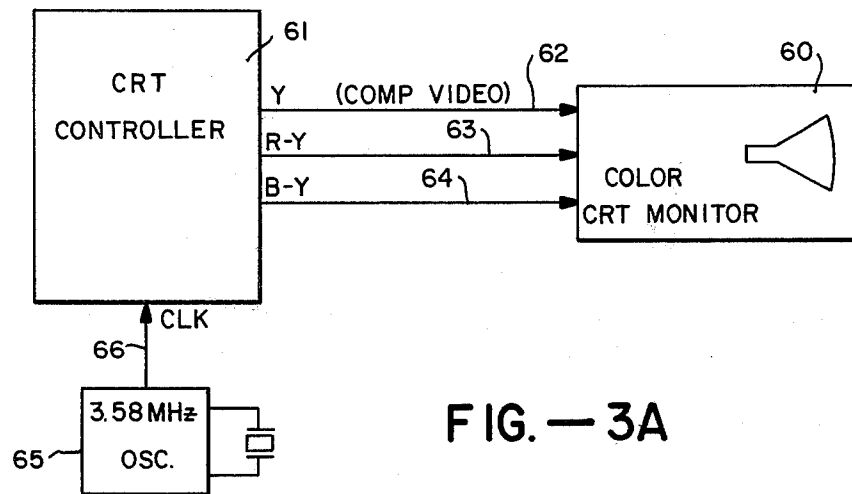 61
CRT
CONTROLLER
Y (COMP VIDEO)
62
60
R-Y
63
B-Y
64
COLOR
CRT MONITOR
CLK
66
3.58MHz
OSC.
65
FIG. — 3A